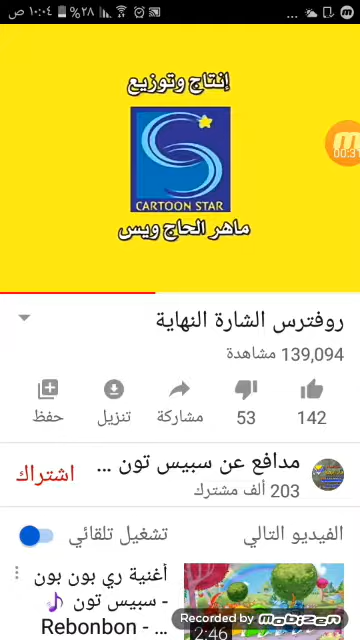 ١٠:٠٤ ص
٢٨%
إنتاج وتوزيع
CARTOON STAR
ماهر الحاج ويس
00:31
روفترس الشارة النهاية
139,094 مشاهدة
142
53
مشاركة
تنزيل
حفظ
مدافع عن سبيس تون ...
203 ألف مشترك
اشتراك
الفيديو التالي
تشغيل تلقائي
أغنية ري بون بون
- سبيس تون 🎵
Rebonbon - ...
2:46
Recorded by mobizen